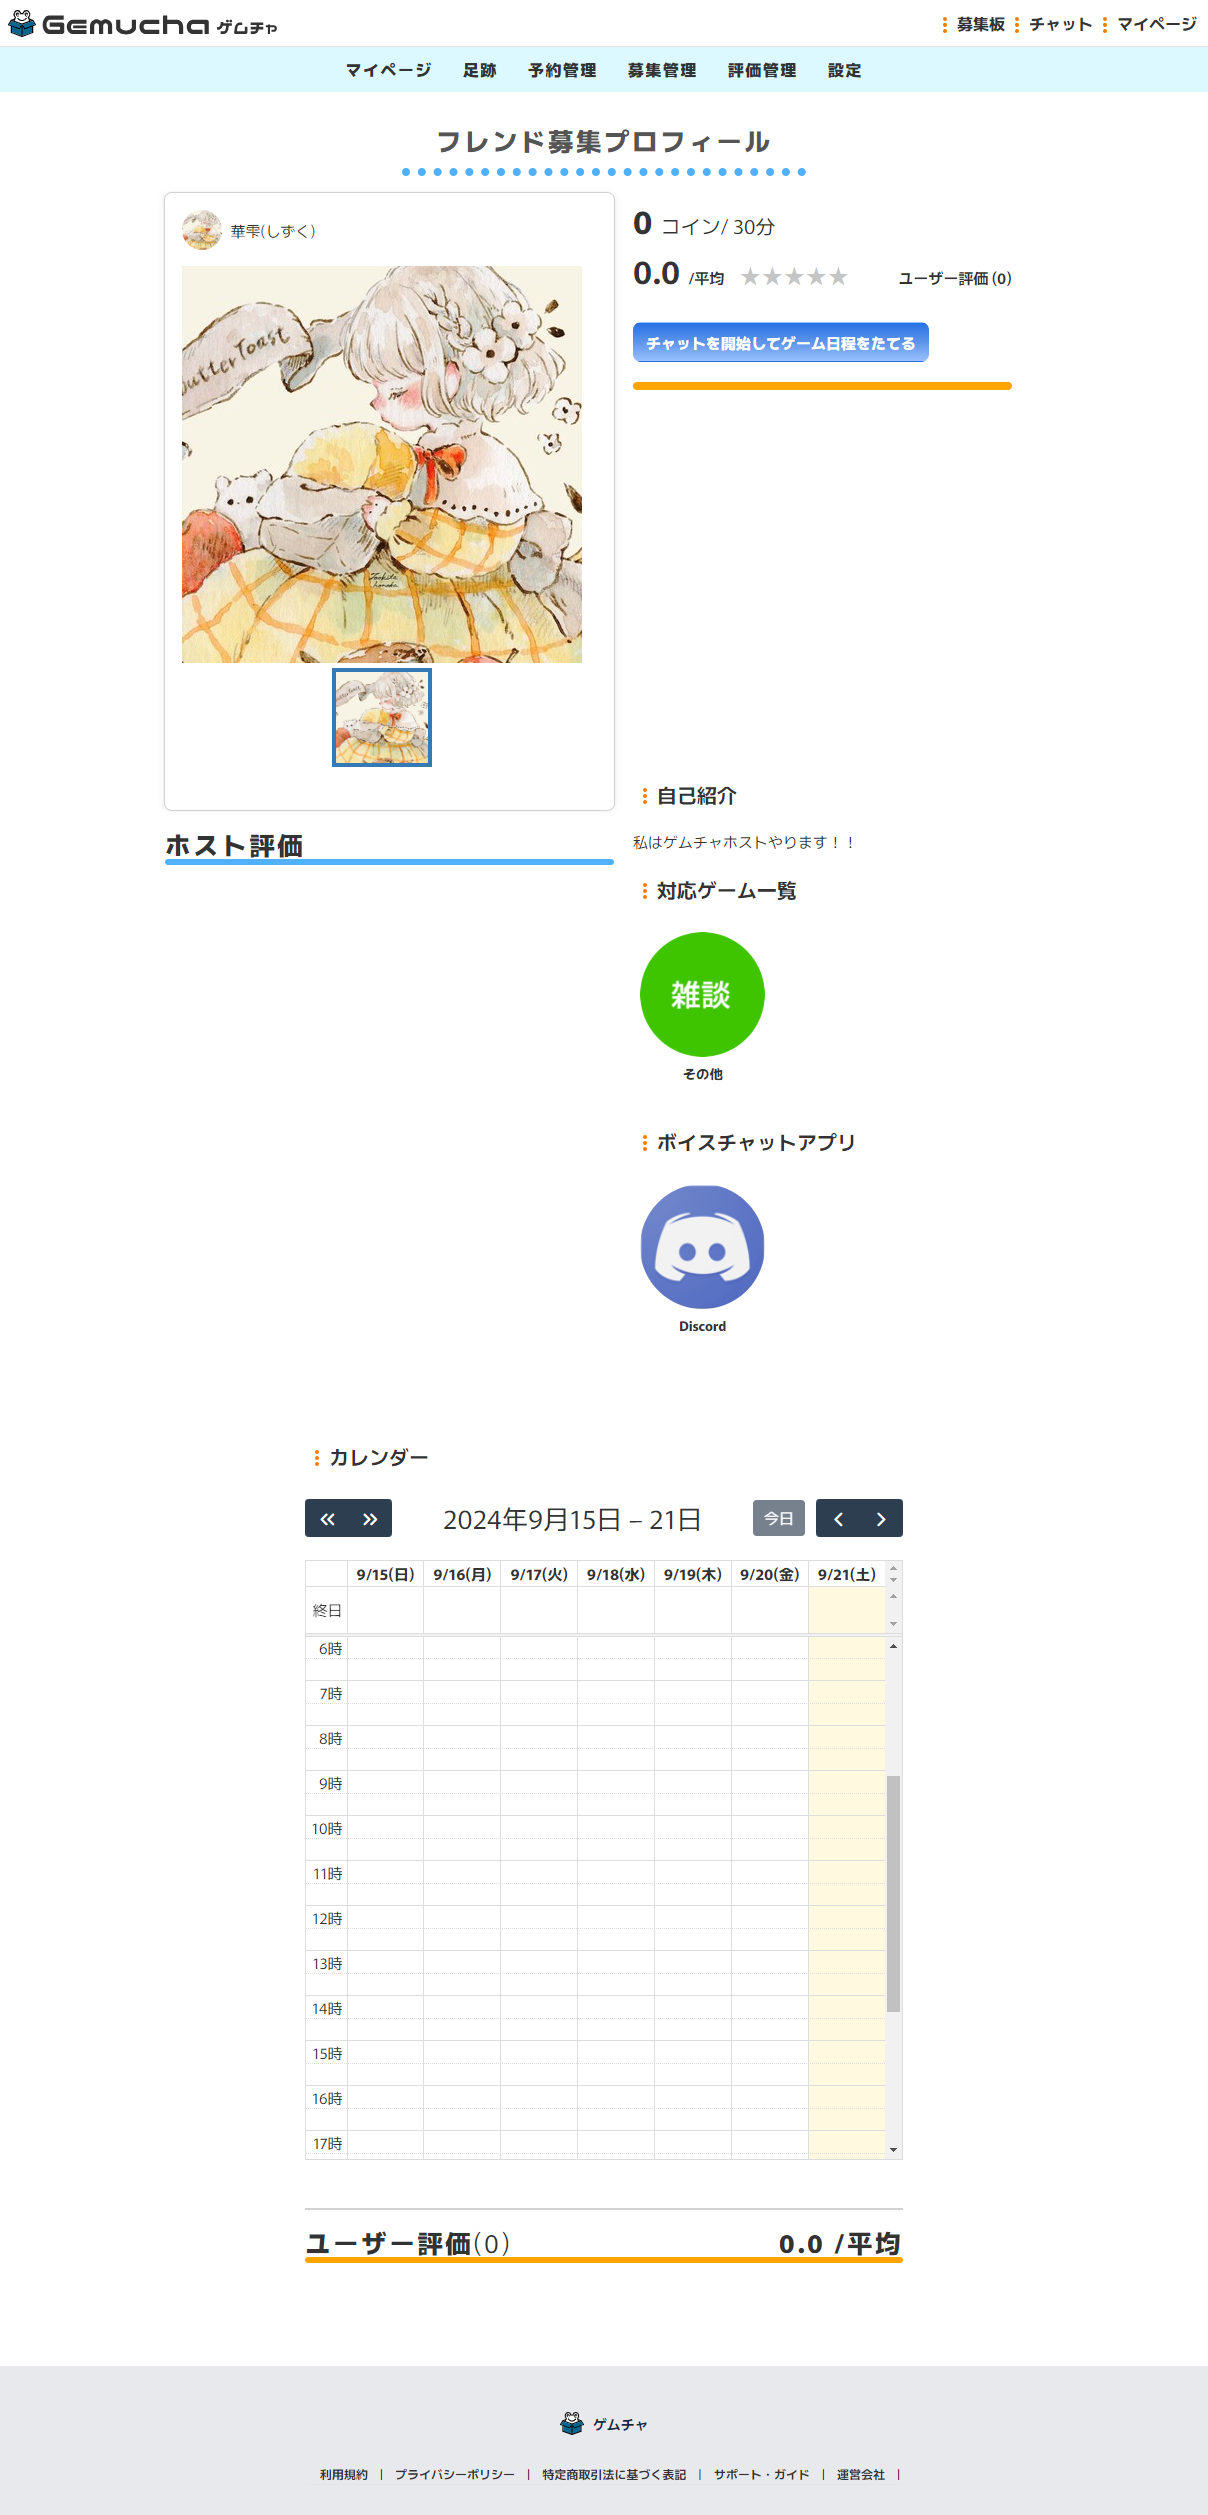 Gemucha ゲムチャ
募集板 チャット マイページ
マイページ 足跡 予約管理 募集管理 評価管理 設定
フレンド募集プロフィール
華雫(しずく)
Butter Toast
0 コイン/ 30分
0.0 /平均 ★★★★★ ユーザー評価 (0)
チャットを開始してゲーム日程をたてる
自己紹介
私はゲムチャホストやります！！
ホスト評価
対応ゲーム一覧
雑談
その他
ボイスチャットアプリ
Discord
カレンダー
2024年9月15日 – 21日 今日
9/15(日) 9/16(月) 9/17(火) 9/18(水) 9/19(木) 9/20(金) 9/21(土)
終日
6時
7時
8時
9時
10時
11時
12時
13時
14時
15時
16時
17時
ユーザー評価(0) 0.0 /平均
ゲムチャ
利用規約 | プライバシーポリシー | 特定商取引法に基づく表記 | サポート・ガイド | 運営会社 |